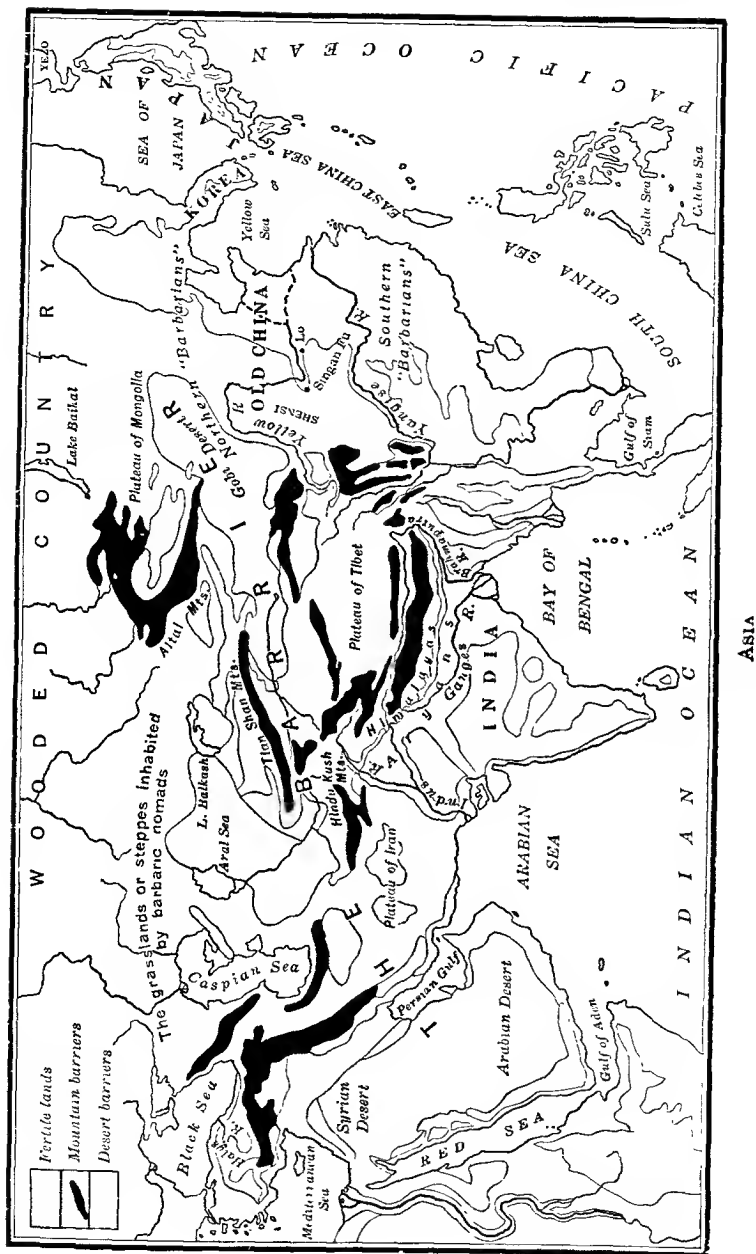 Fertile lands
Mountain barriers
Desert barriers
WOODED COUNTRY
The grasslands or steppes inhabited
by barbaric nomads
THE BARRIER
Lake Baikal
Plateau of Mongolia
Altai Mts.
Gobi Desert
Northern "Barbarians"
L. Balkash
Aral Sea
Tian Shan Mts.
Caspian Sea
Black Sea
Halys R.
Mediterranean
Sea
Syrian
Desert
Hindu Kush
Mts.
Plateau of Iran
Persian Gulf
Arabian Desert
RED SEA
Gulf of Aden
ARABIAN
SEA
Plateau of Tibet
Himalayas
ARYANS
Indus
Ganges R.
Bramaputra
R.
INDIA
BAY OF
BENGAL
INDIAN OCEAN
OLD CHINA
Yellow R.
SHENSI
Lo
Singan Fu
Yangtse R.
Southern
"Barbarians"
Gulf of
Siam
KOREA
Yellow
Sea
SEA OF
JAPAN
JAPAN
YEZO
EAST CHINA SEA
SOUTH CHINA SEA
Sulu Sea
Celebes Sea
PACIFIC OCEAN
ASIA